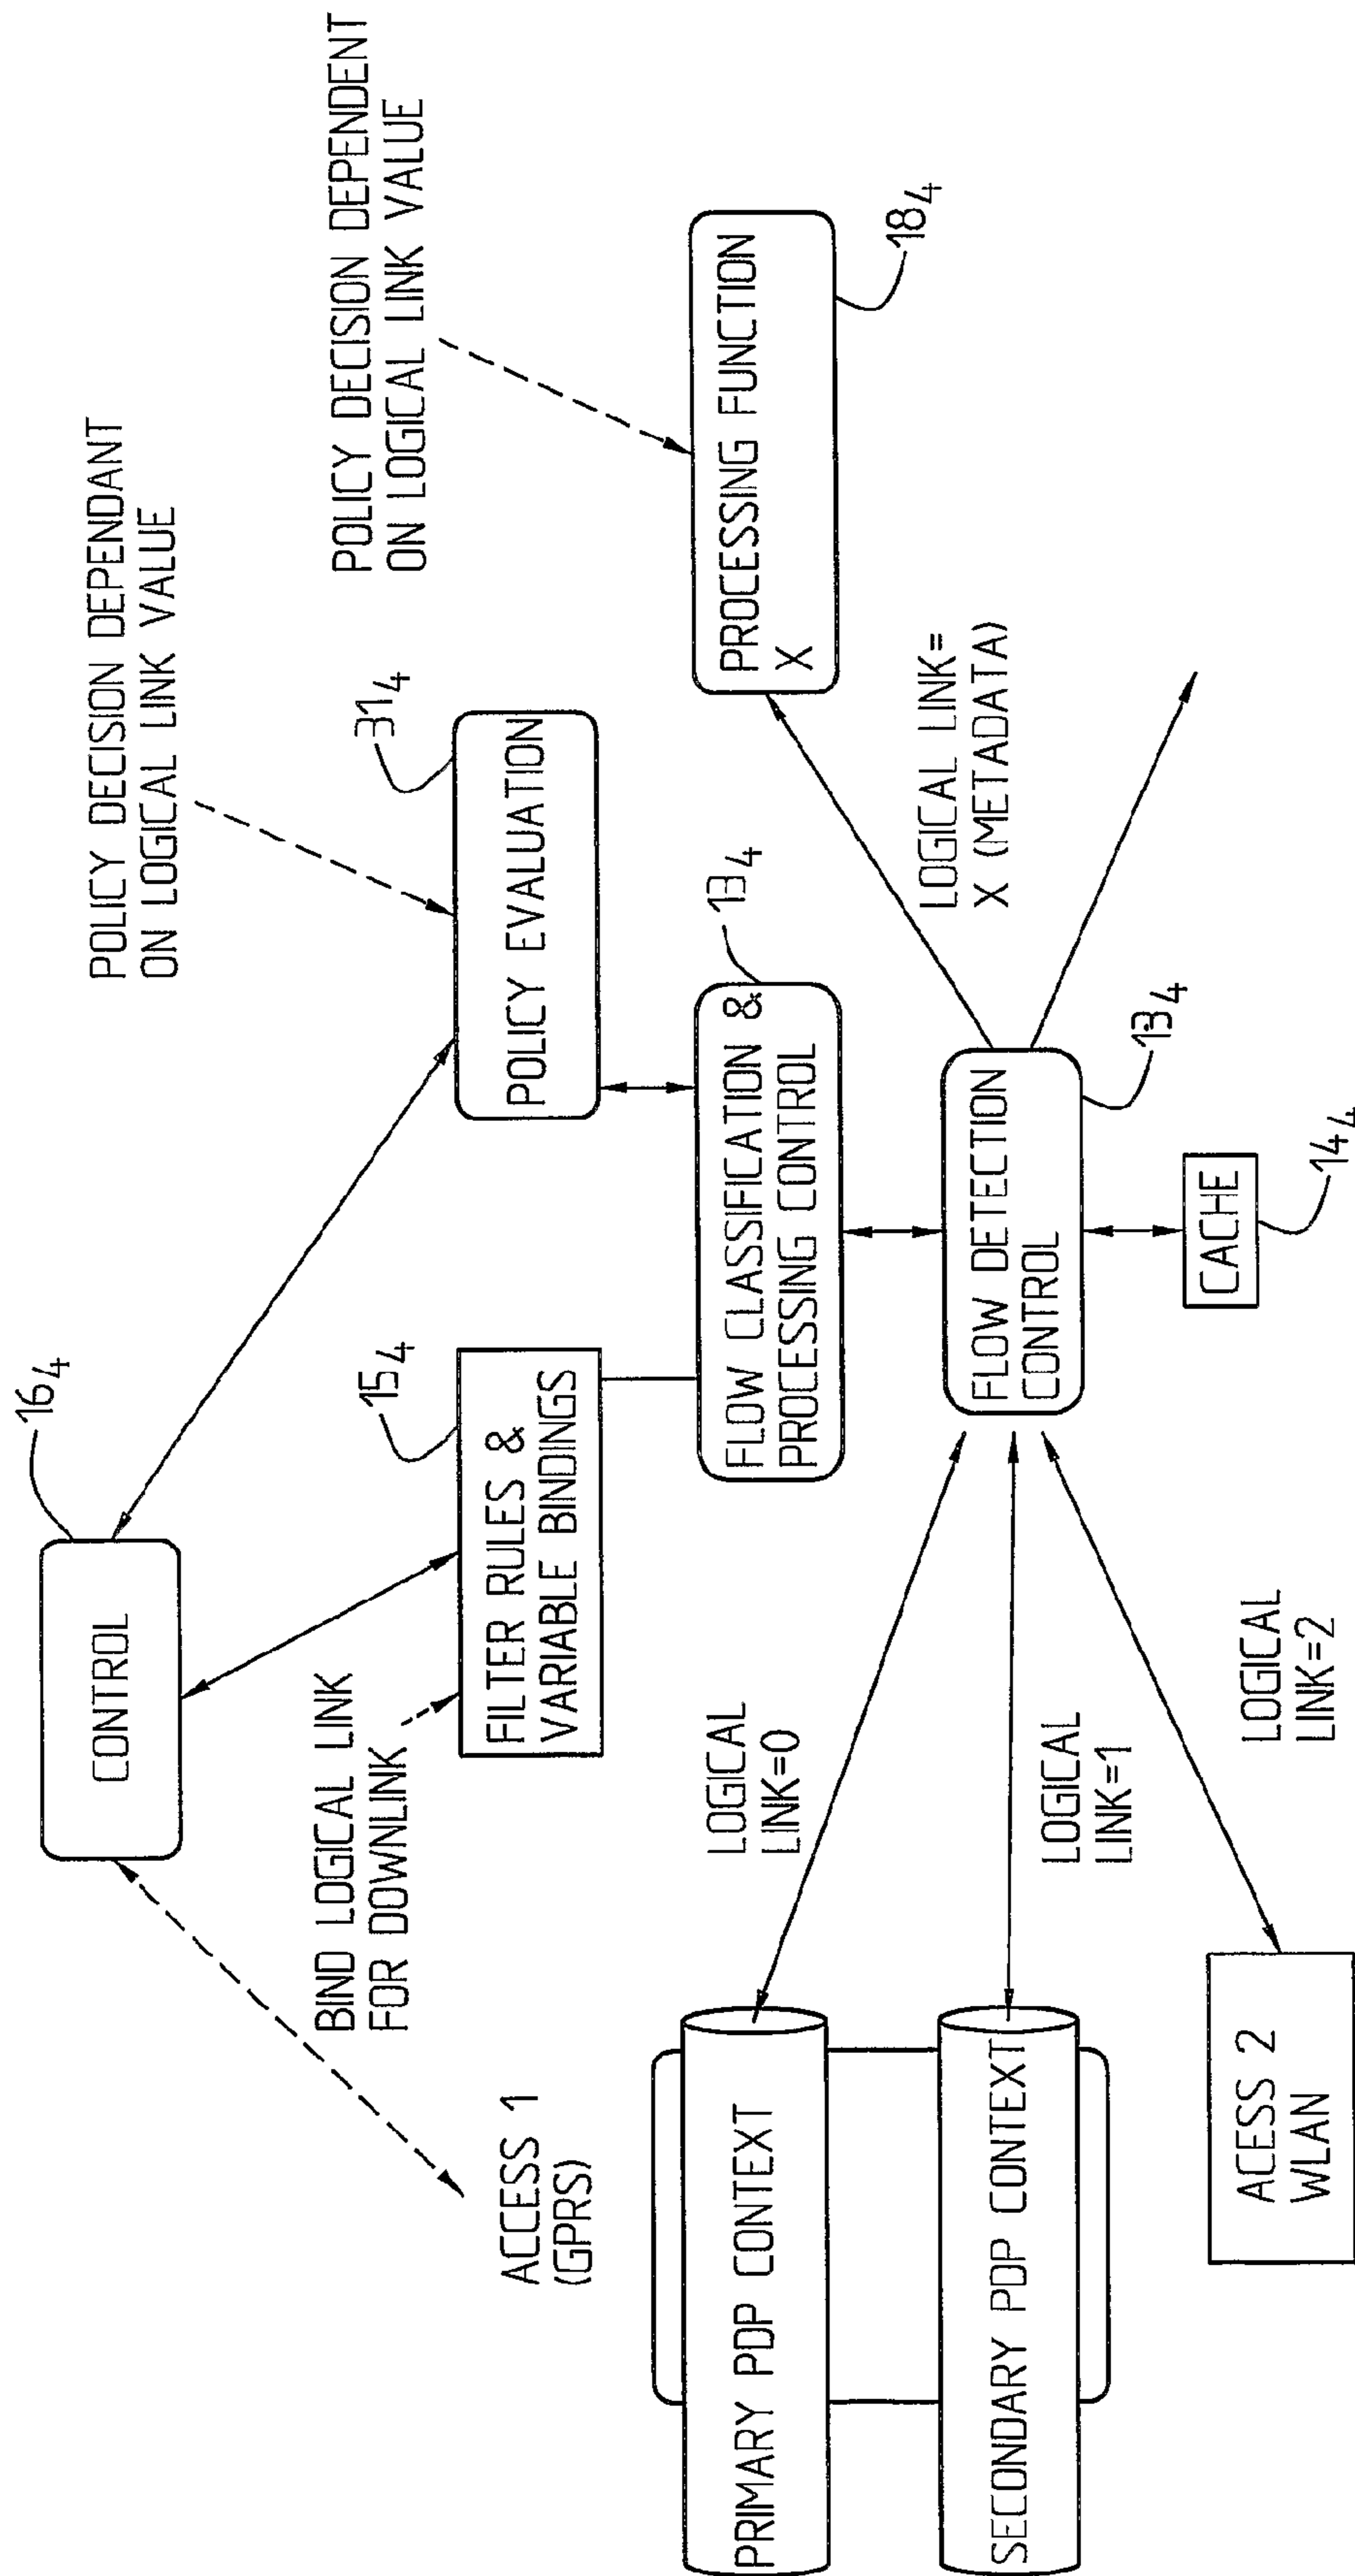 16₄
CONTROL
POLICY DECISION DEPENDANT
ON LOGICAL LINK VALUE
POLICY DECISION DEPENDENT
ON LOGICAL LINK VALUE
BIND LOGICAL LINK
FOR DOWNLINK
15₄
FILTER RULES &
VARIABLE BINDINGS
31₄
POLICY EVALUATION
ACCESS 1
(GPRS)
13₄
FLOW CLASSIFICATION &
PROCESSING CONTROL
PROCESSING FUNCTION
X
18₄
PRIMARY PDP CONTEXT
LOGICAL
LINK=0
LOGICAL LINK=
X (METADATA)
SECONDARY PDP CONTEXT
LOGICAL
LINK=1
FLOW DETECTION
CONTROL
13₄
ACCESS 2
WLAN
LOGICAL
LINK=2
CACHE
14₄